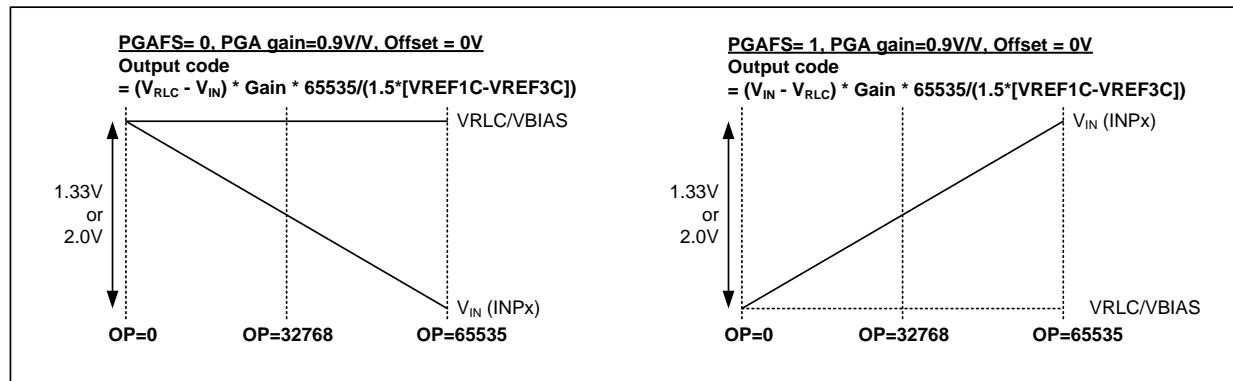 PGAFS= 0, PGA gain=0.9V/V, Offset = 0V
Output code
= (VRLC - VIN) * Gain * 65535/(1.5*[VREF1C-VREF3C])
VRLC/VBIAS
1.33V
or
2.0V
VIN (INPx)
OP=0 OP=32768 OP=65535
PGAFS= 1, PGA gain=0.9V/V, Offset = 0V
Output code
= (VIN - VRLC) * Gain * 65535/(1.5*[VREF1C-VREF3C])
VIN (INPx)
1.33V
or
2.0V
VRLC/VBIAS
OP=0 OP=32768 OP=65535